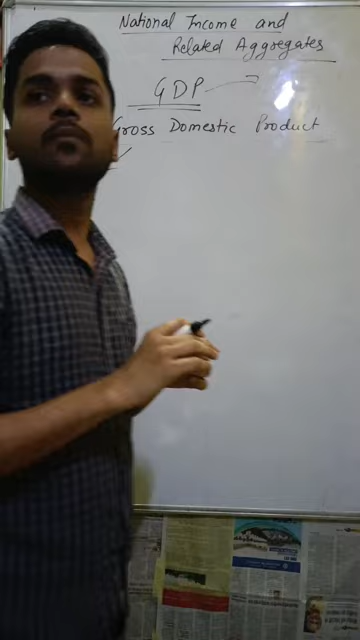 National Income and
Related Aggregates
GDP
Gross Domestic Product